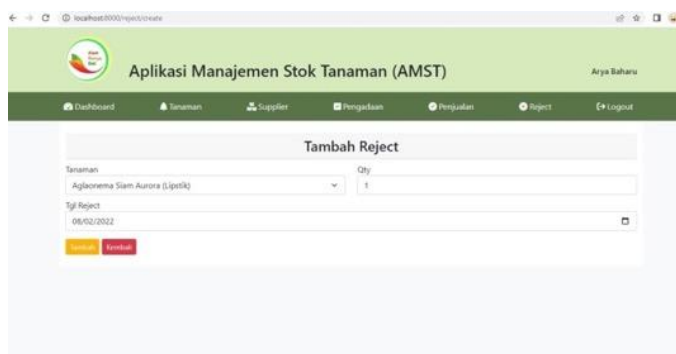 localhost:8000/reject/create
Aplikasi Manajemen Stok Tanaman (AMST)
Arya Baharu
Dashboard Tanaman Supplier Pengadaan Penjualan Reject Logout
Tambah Reject
Tanaman Qty
Aglaonema Siam Aurora (Lipstik) 1
Tgl Reject
08/02/2022
Tambah Kembali